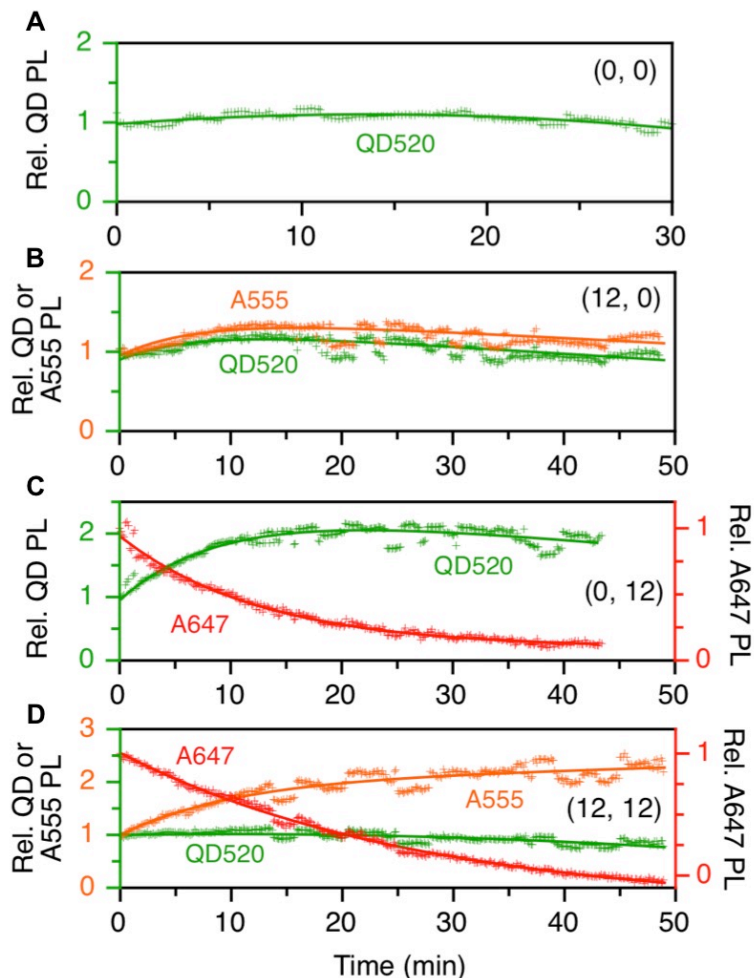 A
Rel. QD PL
2
1
0
(0, 0)
QD520
0 10 20 30
B
Rel. QD or
A555 PL
2
1
0
A555
(12, 0)
QD520
0 10 20 30 40 50
C
Rel. QD PL
2
1
0
QD520
A647
(0, 12)
1
0
Rel. A647 PL
0 10 20 30 40 50
D
Rel. QD or
A555 PL
3
2
1
0
A647
A555
QD520
(12, 12)
1
0
Rel. A647 PL
0 10 20 30 40 50
Time (min)